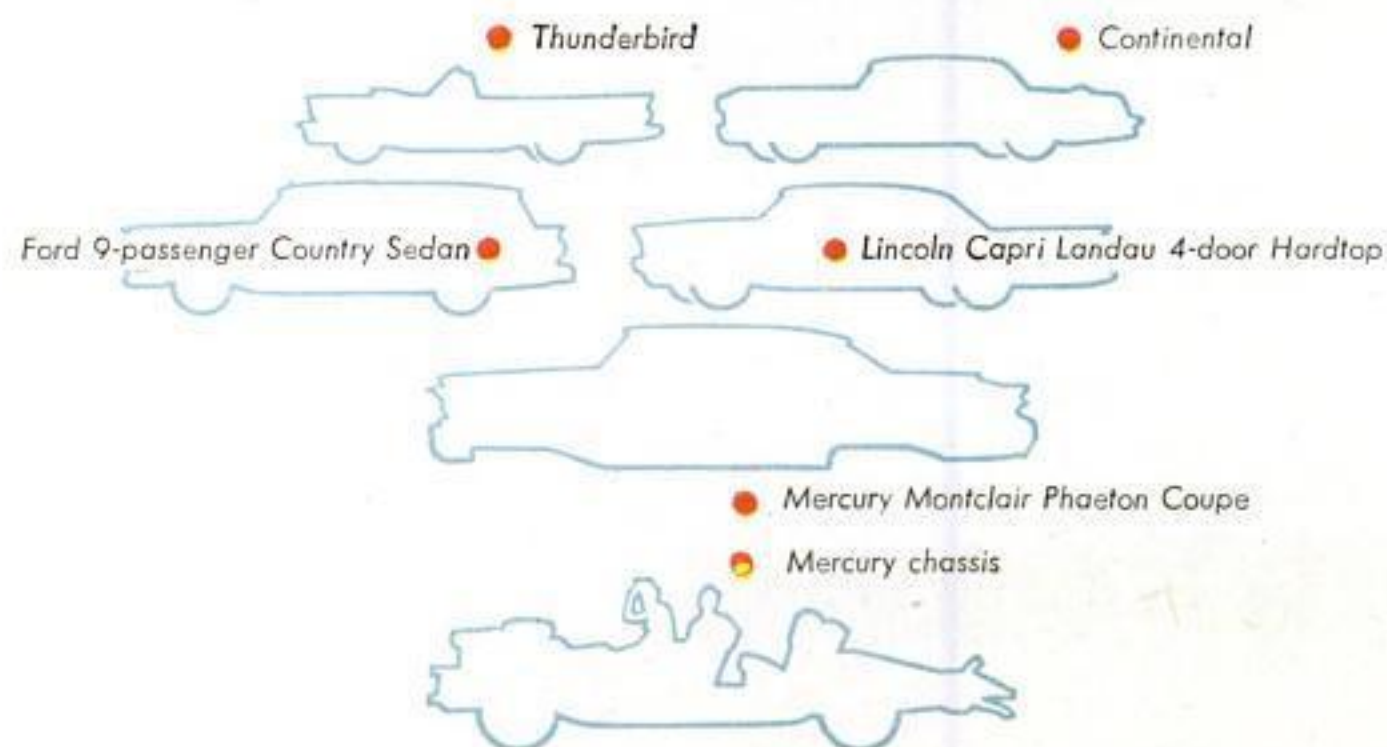 Thunderbird
Continental
Ford 9-passenger Country Sedan
Lincoln Capri Landau 4-door Hardtop
Mercury Montclair Phaeton Coupe
Mercury chassis